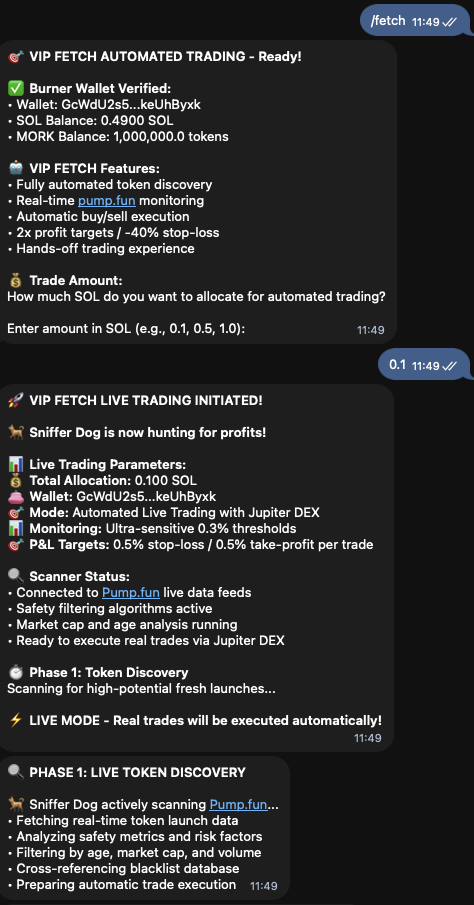 /fetch 11:49
🎯 VIP FETCH AUTOMATED TRADING - Ready!
✅ Burner Wallet Verified:
• Wallet: GcWdU2s5...keUhByxk
• SOL Balance: 0.4900 SOL
• MORK Balance: 1,000,000.0 tokens
🤖 VIP FETCH Features:
• Fully automated token discovery
• Real-time pump.fun monitoring
• Automatic buy/sell execution
• 2x profit targets / -40% stop-loss
• Hands-off trading experience
💰 Trade Amount:
How much SOL do you want to allocate for automated trading?
Enter amount in SOL (e.g., 0.1, 0.5, 1.0):
11:49
0.1 11:49
🚀 VIP FETCH LIVE TRADING INITIATED!
🐕 Sniffer Dog is now hunting for profits!
📊 Live Trading Parameters:
💰 Total Allocation: 0.100 SOL
👛 Wallet: GcWdU2s5...keUhByxk
🎯 Mode: Automated Live Trading with Jupiter DEX
📊 Monitoring: Ultra-sensitive 0.3% thresholds
🎯 P&L Targets: 0.5% stop-loss / 0.5% take-profit per trade
🔍 Scanner Status:
• Connected to Pump.fun live data feeds
• Safety filtering algorithms active
• Market cap and age analysis running
• Ready to execute real trades via Jupiter DEX
⏱️ Phase 1: Token Discovery
Scanning for high-potential fresh launches...
⚡ LIVE MODE - Real trades will be executed automatically!
11:49
🔍 PHASE 1: LIVE TOKEN DISCOVERY
🐕 Sniffer Dog actively scanning Pump.fun...
• Fetching real-time token launch data
• Analyzing safety metrics and risk factors
• Filtering by age, market cap, and volume
• Cross-referencing blacklist database
• Preparing automatic trade execution 11:49